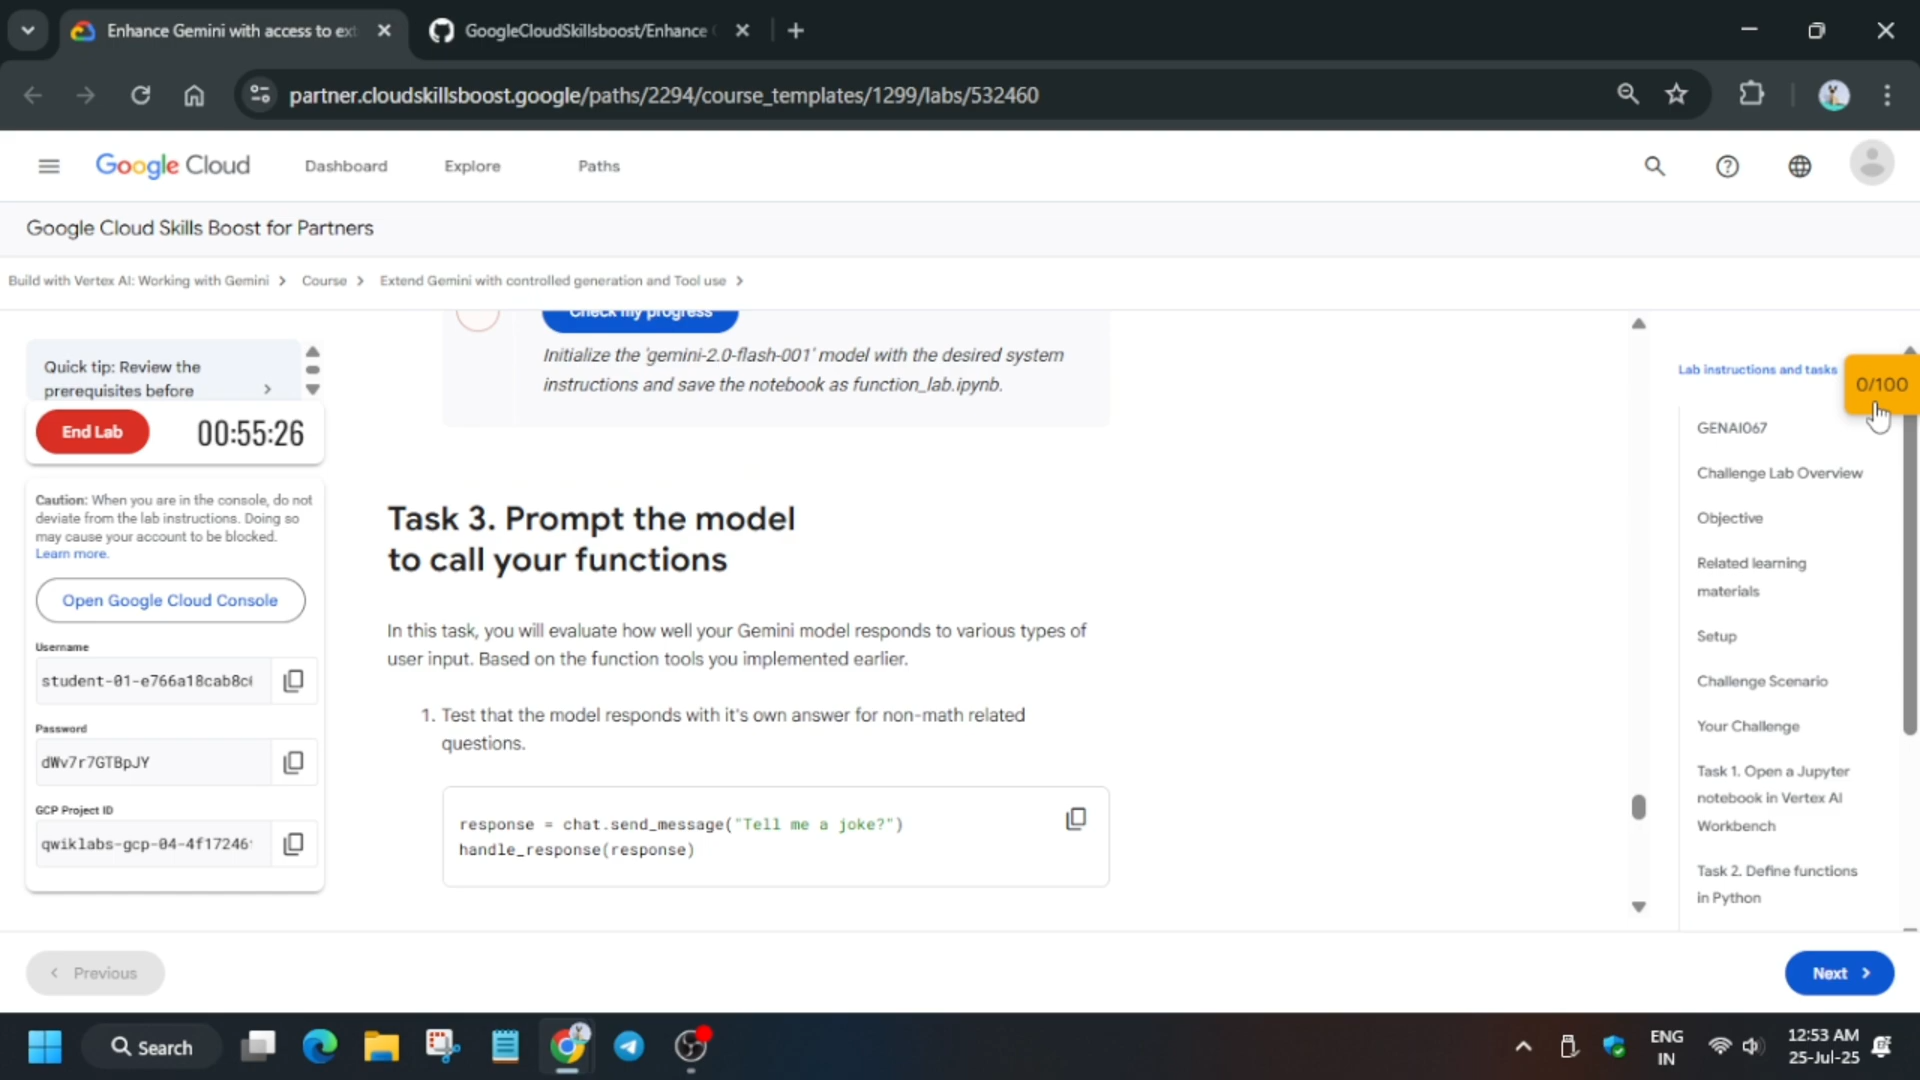 Enhance Gemini with access to ext
GoogleCloudSkillsboost/Enhance
partner.cloudskillsboost.google/paths/2294/course_templates/1299/labs/532460
Google Cloud
Dashboard
Explore
Paths
Google Cloud Skills Boost for Partners
Build with Vertex AI: Working with Gemini
Course
Extend Gemini with controlled generation and Tool use
Quick tip: Review the
prerequisites before
End Lab
00:55:26
Caution: When you are in the console, do not
deviate from the lab instructions. Doing so
may cause your account to be blocked.
Learn more.
Open Google Cloud Console
Username
student-01-e766a18cab8c
Password
dWv7r7GTBpJY
GCP Project ID
qwiklabs-gcp-04-4f17246
Check my progress
Initialize the 'gemini-2.0-flash-001' model with the desired system
instructions and save the notebook as function_lab.ipynb.
Task 3. Prompt the model
to call your functions
In this task, you will evaluate how well your Gemini model responds to various types of
user input. Based on the function tools you implemented earlier.
1. Test that the model responds with it's own answer for non-math related
questions.
response = chat.send_message("Tell me a joke?")
handle_response(response)
Lab instructions and tasks
0/100
GENAI067
Challenge Lab Overview
Objective
Related learning
materials
Setup
Challenge Scenario
Your Challenge
Task 1. Open a Jupyter
notebook in Vertex AI
Workbench
Task 2. Define functions
in Python
Previous
Next
Search
ENG
IN
12:53 AM
25-Jul-25